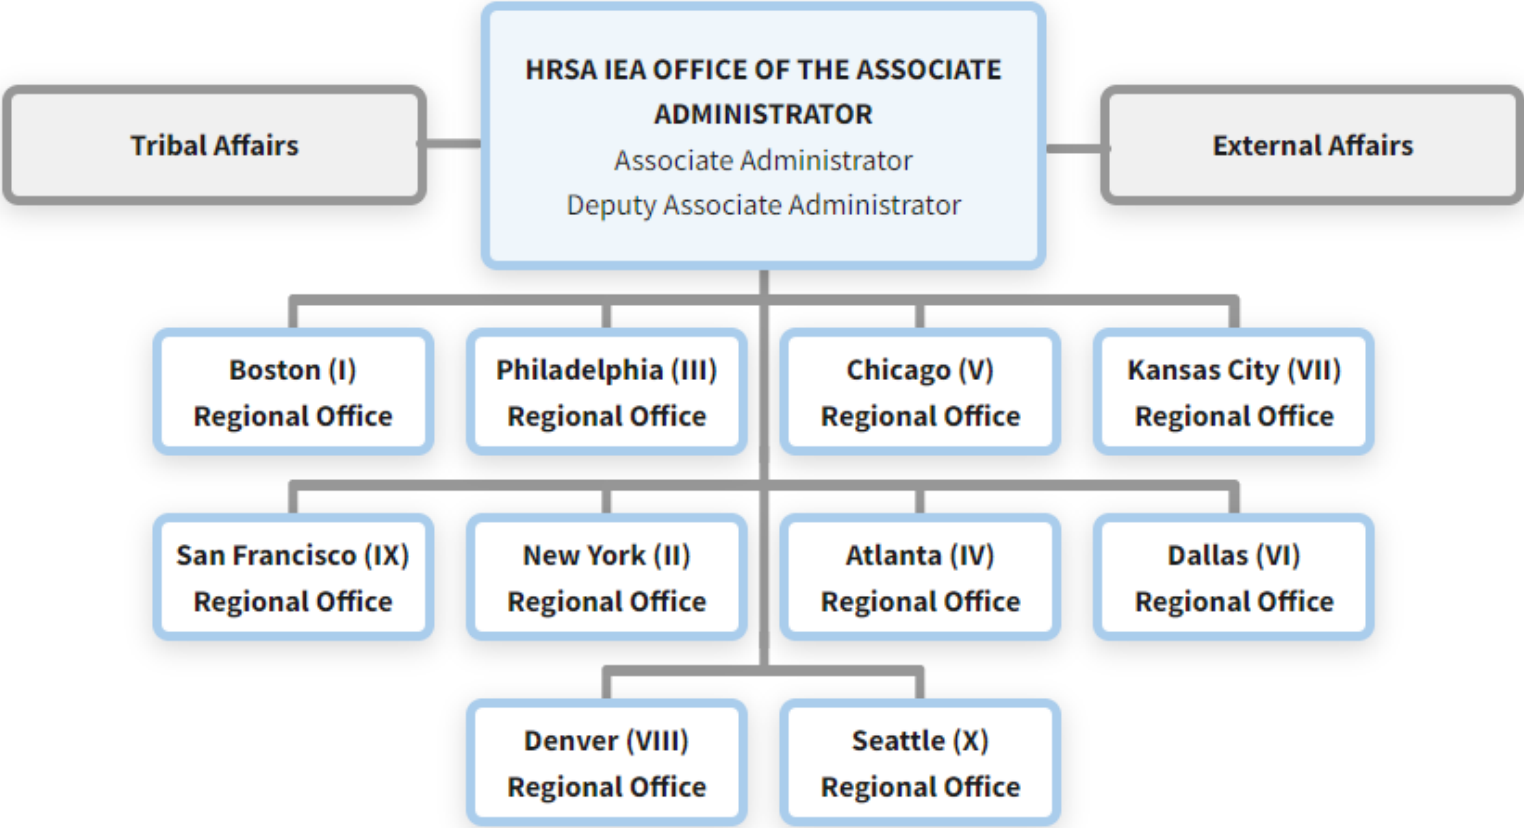 HRSA IEA OFFICE OF THE ASSOCIATE
ADMINISTRATOR
Associate Administrator
Deputy Associate Administrator
Tribal Affairs
External Affairs
Boston (I)
Regional Office
Philadelphia (III)
Regional Office
Chicago (V)
Regional Office
Kansas City (VII)
Regional Office
San Francisco (IX)
Regional Office
New York (II)
Regional Office
Atlanta (IV)
Regional Office
Dallas (VI)
Regional Office
Denver (VIII)
Regional Office
Seattle (X)
Regional Office